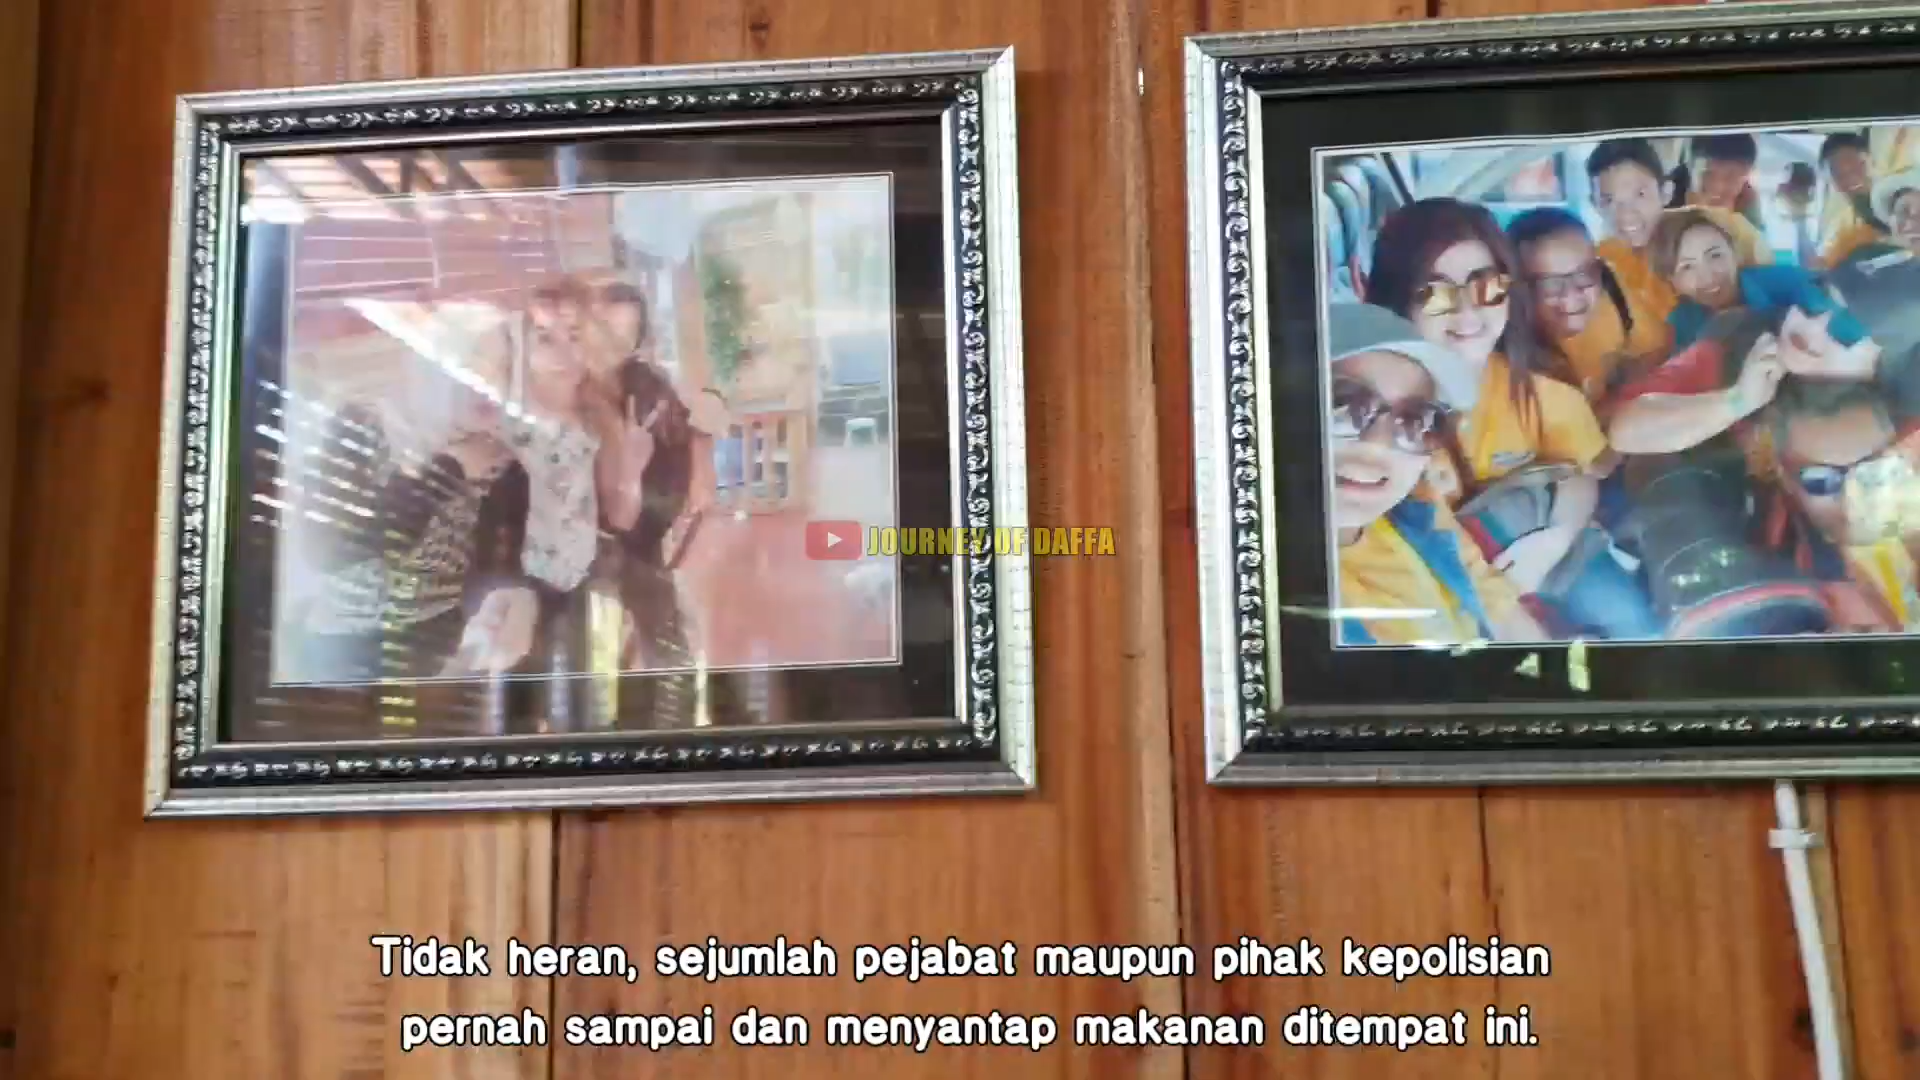 JOURNEY OF DAFFA
Tidak heran, sejumlah pejabat maupun pihak kepolisian
pernah sampai dan menyantap makanan ditempat ini.